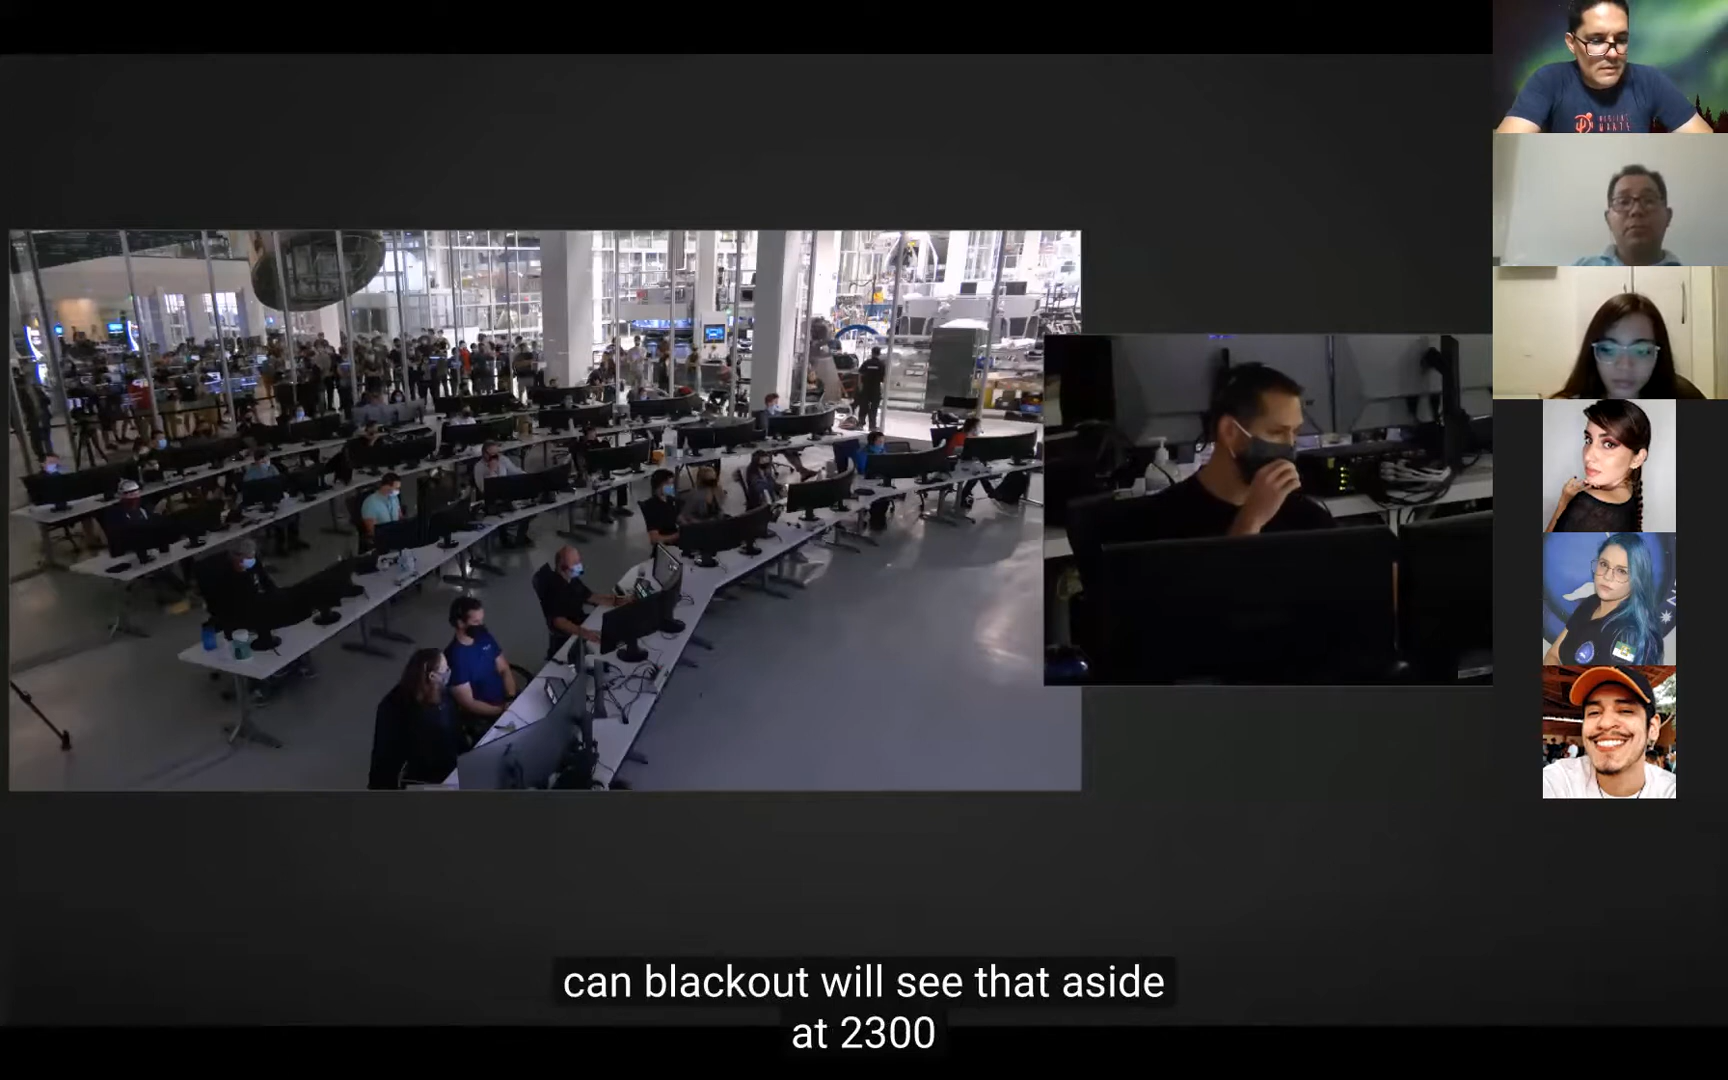 can blackout will see that aside
at 2300